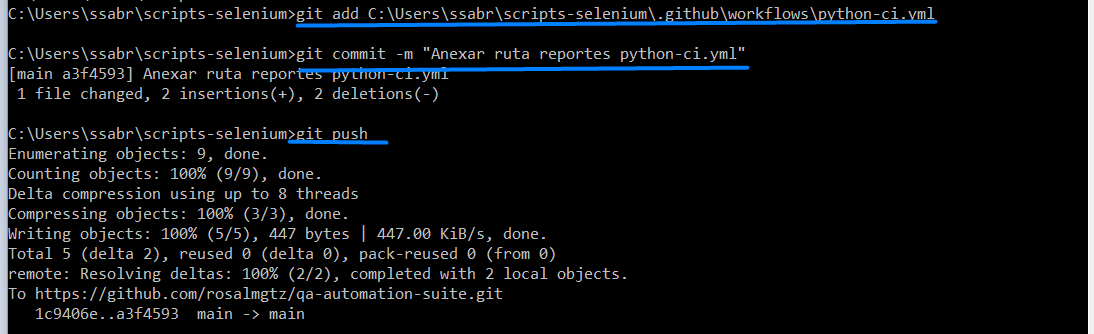 C:\Users\ssabr\scripts-selenium>git add C:\Users\ssabr\scripts-selenium\.github\workflows\python-ci.yml
C:\Users\ssabr\scripts-selenium>git commit -m "Anexar ruta reportes python-ci.yml"
[main a3f4593] Anexar ruta reportes python-ci.yml
 1 file changed, 2 insertions(+), 2 deletions(-)
C:\Users\ssabr\scripts-selenium>git push
Enumerating objects: 9, done.
Counting objects: 100% (9/9), done.
Delta compression using up to 8 threads
Compressing objects: 100% (3/3), done.
Writing objects: 100% (5/5), 447 bytes | 447.00 KiB/s, done.
Total 5 (delta 2), reused 0 (delta 0), pack-reused 0 (from 0)
remote: Resolving deltas: 100% (2/2), completed with 2 local objects.
To https://github.com/rosalmgtz/qa-automation-suite.git
   1c9406e..a3f4593  main -> main